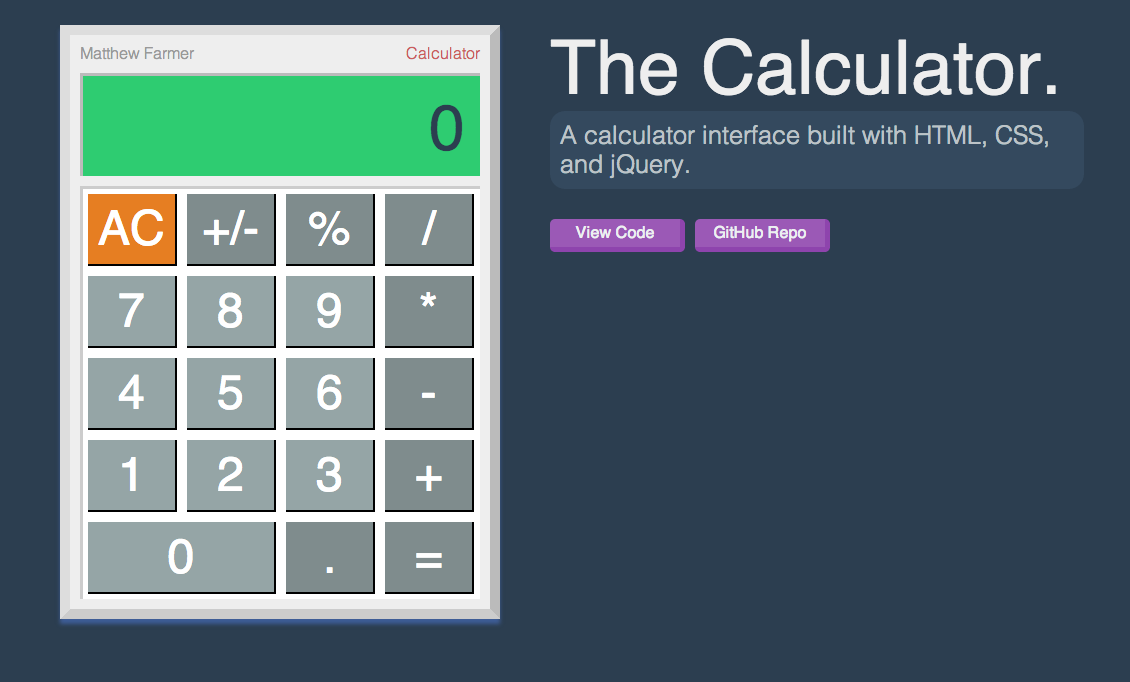 Matthew Farmer Calculator
0
AC +/- % /
7 8 9 *
4 5 6 -
1 2 3 +
0 . =
The Calculator.
A calculator interface built with HTML, CSS,
and jQuery.
View Code GitHub Repo